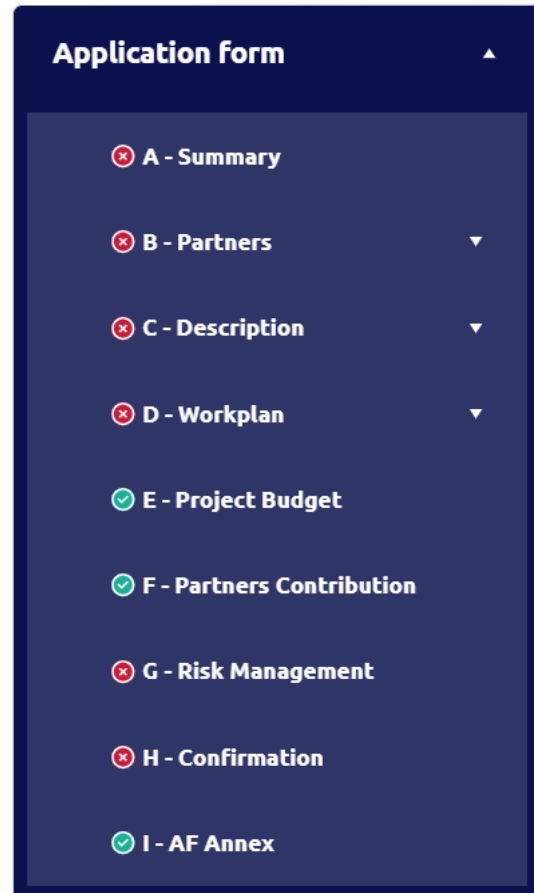 Application form
A - Summary
B - Partners
C - Description
D - Workplan
E - Project Budget
F - Partners Contribution
G - Risk Management
H - Confirmation
I - AF Annex